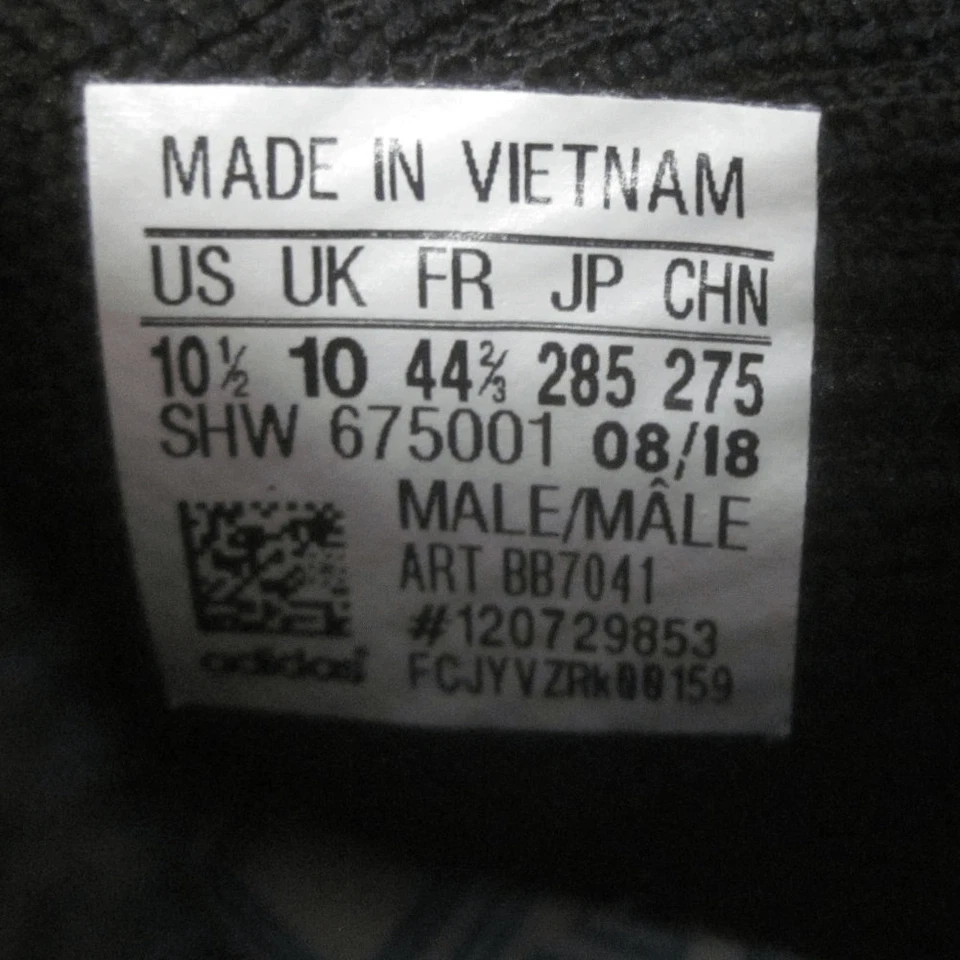 MADE IN VIETNAM
US UK FR JP CHN
10½ 10 44⅔ 285 275
SHW 675001 08/18
MALE/MÂLE
ART BB7041
#120729853
adidas